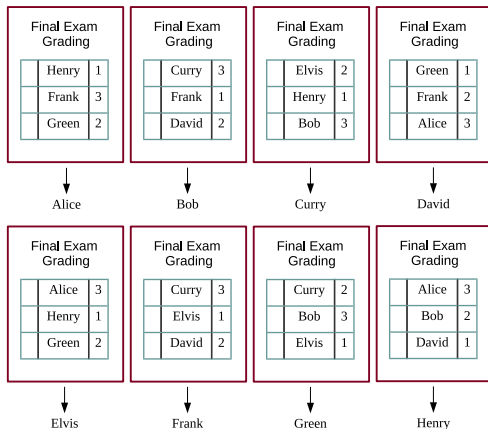 Final Exam
Grading
Henry 1
Frank 3
Green 2
Alice
Final Exam
Grading
Curry 3
Frank 1
David 2
Bob
Final Exam
Grading
Elvis 2
Henry 1
Bob 3
Curry
Final Exam
Grading
Green 1
Frank 2
Alice 3
David
Final Exam
Grading
Alice 3
Henry 1
Green 2
Elvis
Final Exam
Grading
Curry 3
Elvis 1
David 2
Frank
Final Exam
Grading
Curry 2
Bob 3
Elvis 1
Green
Final Exam
Grading
Alice 3
Bob 2
David 1
Henry